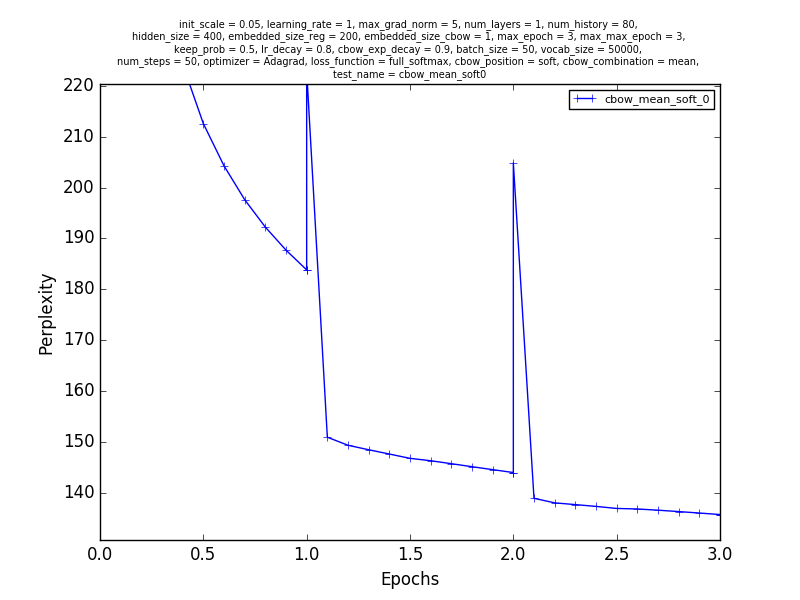 init_scale = 0.05, learning_rate = 1, max_grad_norm = 5, num_layers = 1, num_history = 80,
hidden_size = 400, embedded_size_reg = 200, embedded_size_cbow = 1, max_epoch = 3, max_max_epoch = 3,
keep_prob = 0.5, lr_decay = 0.8, cbow_exp_decay = 0.9, batch_size = 50, vocab_size = 50000,
num_steps = 50, optimizer = Adagrad, loss_function = full_softmax, cbow_position = soft, cbow_combination = mean,
test_name = cbow_mean_soft0
cbow_mean_soft_0
220
210
200
190
180
170
160
150
140
Perplexity
0.0 0.5 1.0 1.5 2.0 2.5 3.0
Epochs